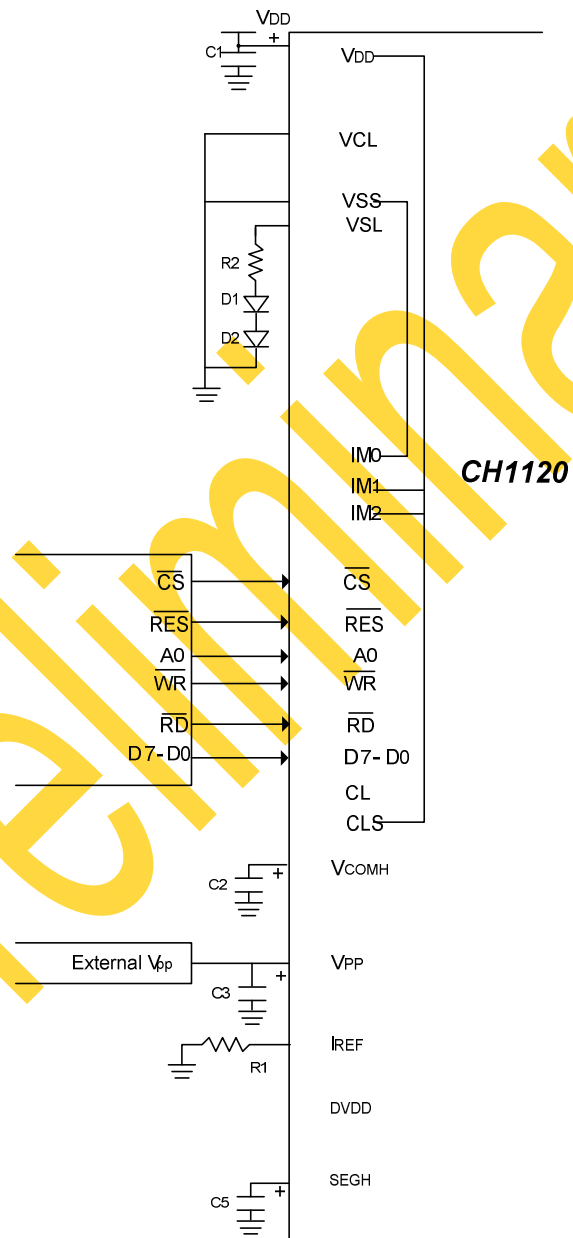 VDD
C1
+
VDD
VCL
VSS
VSL
R2
D1
D2
IM0
IM1
IM2
CH1120
CS CS
RES RES
A0 A0
WR WR
RD RD
D7-D0 D7-D0
CL
CLS
C2
+
VCOMH
External Vpp
VPP
C3
+
IREF
R1
DVDD
SEGH
C5
+